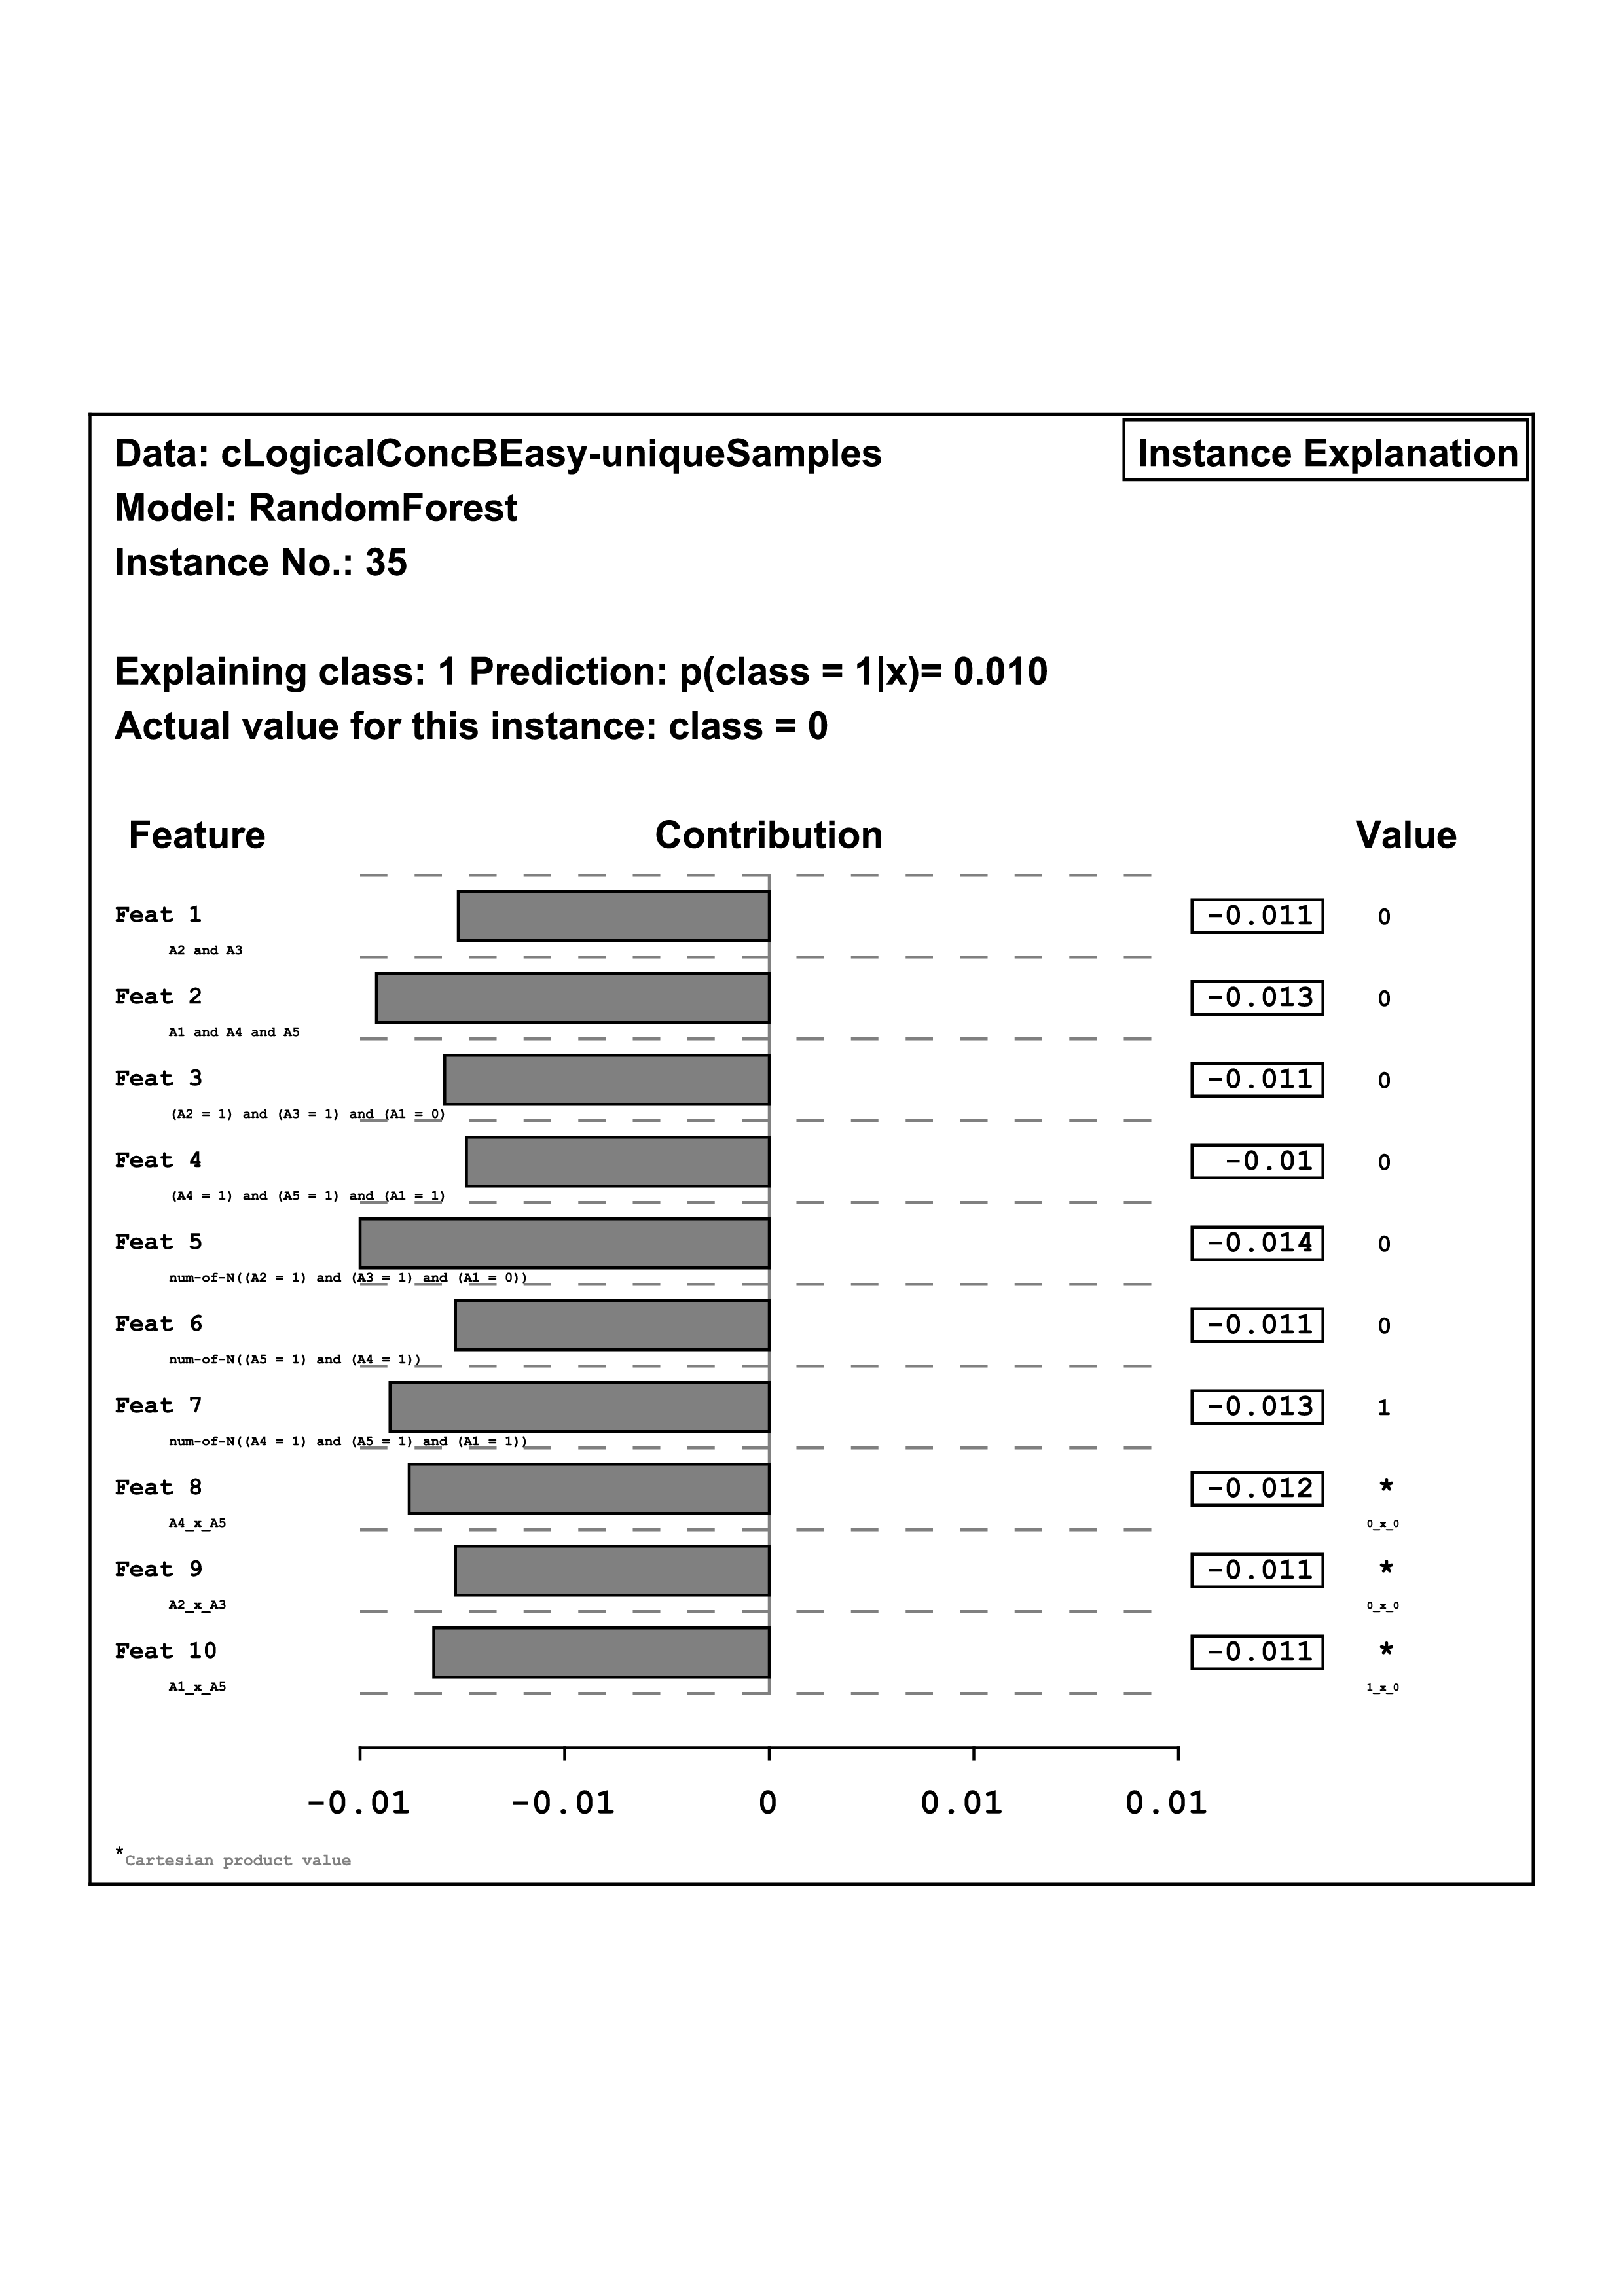 Data: cLogicalConcBEasy-uniqueSamples
Instance Explanation
Model: RandomForest
Instance No.: 35
Explaining class: 1 Prediction: p(class = 1|x)= 0.010
Actual value for this instance: class = 0
Feature Contribution Value
Feat 1 -0.011 0
A2 and A3
Feat 2 -0.013 0
A1 and A4 and A5
Feat 3 -0.011 0
(A2 = 1) and (A3 = 1) and (A1 = 0)
Feat 4 -0.01 0
(A4 = 1) and (A5 = 1) and (A1 = 1)
Feat 5 -0.014 0
num-of-N((A2 = 1) and (A3 = 1) and (A1 = 0))
Feat 6 -0.011 0
num-of-N((A5 = 1) and (A4 = 1))
Feat 7 -0.013 1
num-of-N((A4 = 1) and (A5 = 1) and (A1 = 1))
Feat 8 -0.012 *
A4_x_A5 0_x_0
Feat 9 -0.011 *
A2_x_A3 0_x_0
Feat 10 -0.011 *
A1_x_A5 1_x_0
-0.01 -0.01 0 0.01 0.01
*Cartesian product value